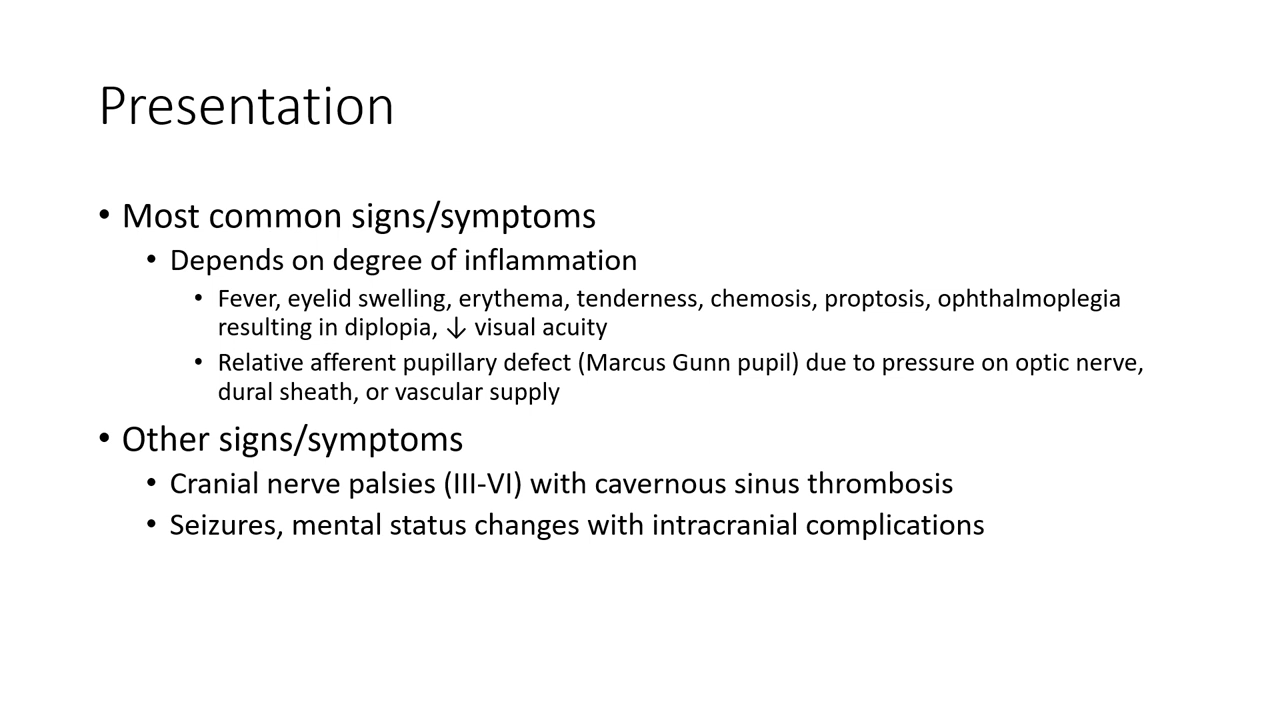 Presentation
• Most common signs/symptoms
• Depends on degree of inflammation
• Fever, eyelid swelling, erythema, tenderness, chemosis, proptosis, ophthalmoplegia
resulting in diplopia, ↓ visual acuity
• Relative afferent pupillary defect (Marcus Gunn pupil) due to pressure on optic nerve,
dural sheath, or vascular supply
• Other signs/symptoms
• Cranial nerve palsies (III-VI) with cavernous sinus thrombosis
• Seizures, mental status changes with intracranial complications